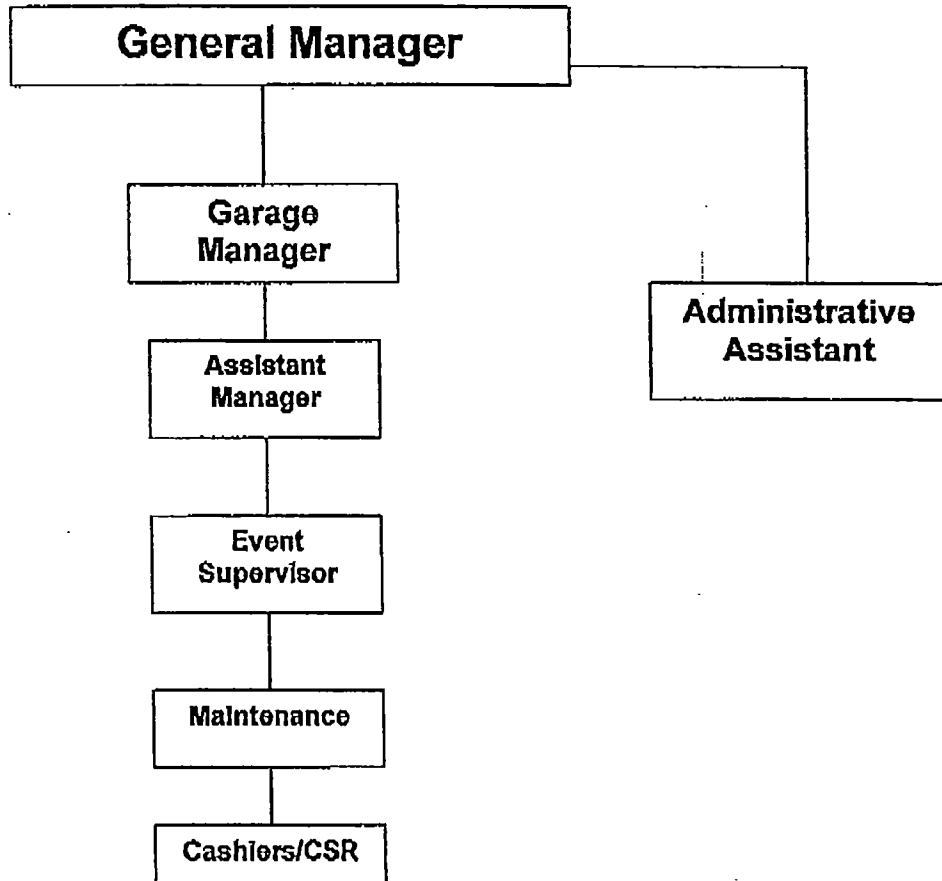 General Manager
Garage
Manager
Administrative
Assistant
Assistant
Manager
Event
Supervisor
Maintenance
Cashiers/CSR